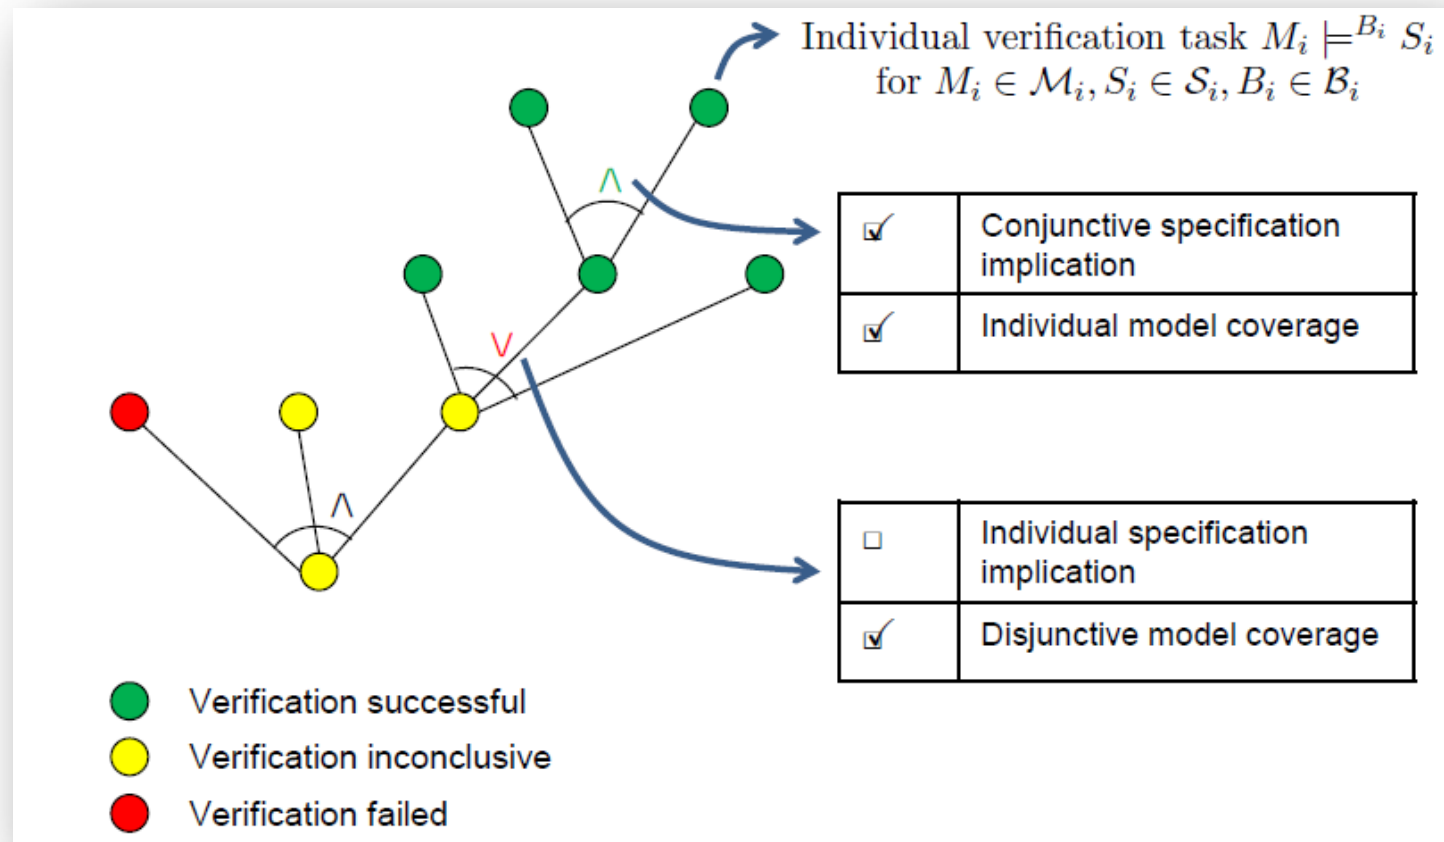 Individual verification task $M_i \models^{B_i} S_i$
for $M_i \in \mathcal{M}_i, S_i \in \mathcal{S}_i, B_i \in \mathcal{B}_i$
Λ
☑ Conjunctive specification
implication
☑ Individual model coverage
V
Λ
☐ Individual specification
implication
☑ Disjunctive model coverage
Verification successful
Verification inconclusive
Verification failed